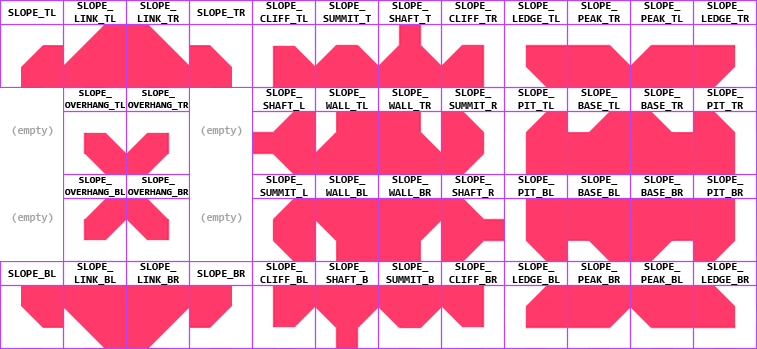 SLOPE_TL
SLOPE_
LINK_TL
SLOPE_
LINK_TR
SLOPE_TR
SLOPE_
CLIFF_TL
SLOPE_
SUMMIT_T
SLOPE_
SHAFT_T
SLOPE_
CLIFF_TR
SLOPE_
LEDGE_TL
SLOPE_
PEAK_TR
SLOPE_
PEAK_TL
SLOPE_
LEDGE_TR
(empty)
SLOPE_
OVERHANG_TL
SLOPE_
OVERHANG_TR
(empty)
SLOPE_
SHAFT_L
SLOPE_
WALL_TL
SLOPE_
WALL_TR
SLOPE_
SUMMIT_R
SLOPE_
PIT_TL
SLOPE_
BASE_TL
SLOPE_
BASE_TR
SLOPE_
PIT_TR
(empty)
SLOPE_
OVERHANG_BL
SLOPE_
OVERHANG_BR
(empty)
SLOPE_
SUMMIT_L
SLOPE_
WALL_BL
SLOPE_
WALL_BR
SLOPE_
SHAFT_R
SLOPE_
PIT_BL
SLOPE_
BASE_BL
SLOPE_
BASE_BR
SLOPE_
PIT_BR
SLOPE_BL
SLOPE_
LINK_BL
SLOPE_
LINK_BR
SLOPE_BR
SLOPE_
CLIFF_BL
SLOPE_
SHAFT_B
SLOPE_
SUMMIT_B
SLOPE_
CLIFF_BR
SLOPE_
LEDGE_BL
SLOPE_
PEAK_BR
SLOPE_
PEAK_BL
SLOPE_
LEDGE_BR